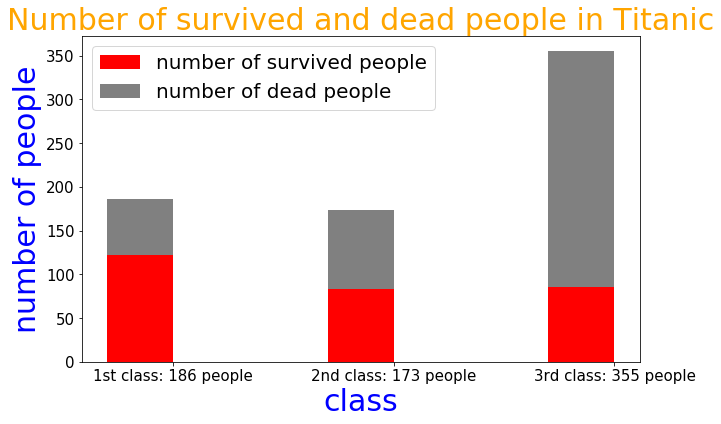 Number of survived and dead people in Titanic
number of survived people
number of dead people
number of people
350
300
250
200
150
100
50
0
1st class: 186 people
2nd class: 173 people
3rd class: 355 people
class